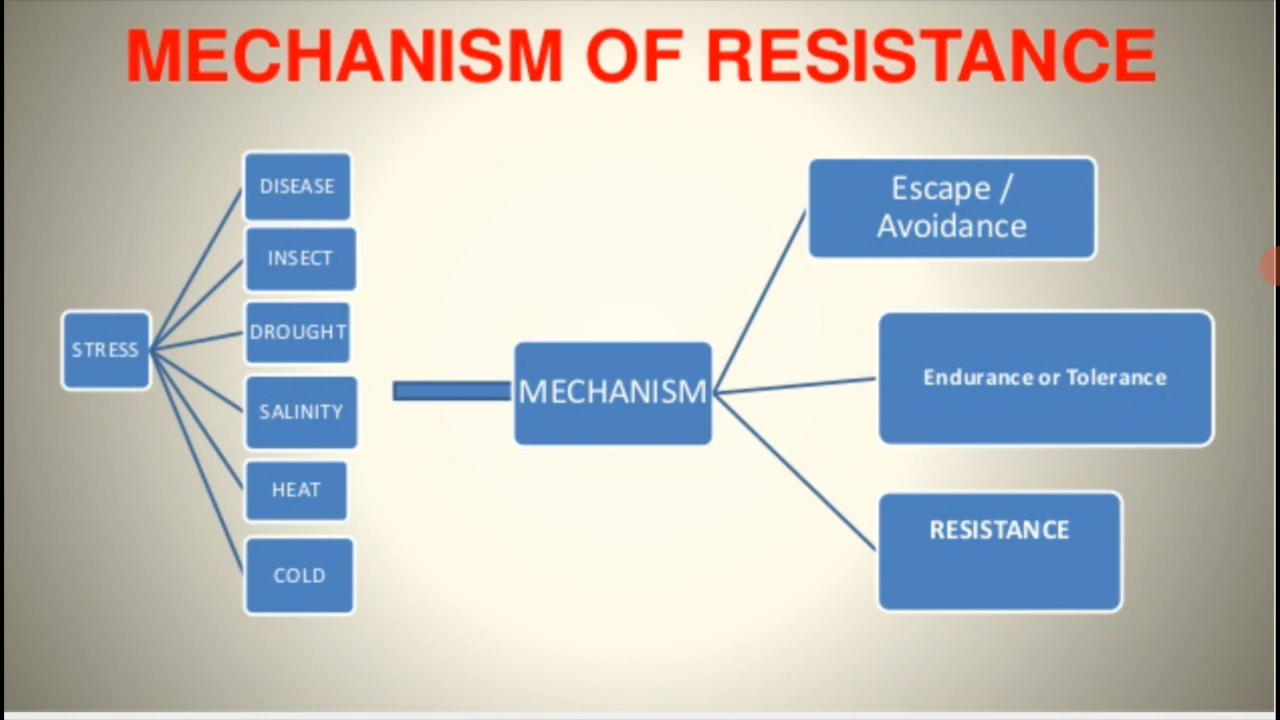 MECHANISM OF RESISTANCE
STRESS
DISEASE
INSECT
DROUGHT
SALINITY
HEAT
COLD
MECHANISM
Escape /
Avoidance
Endurance or Tolerance
RESISTANCE